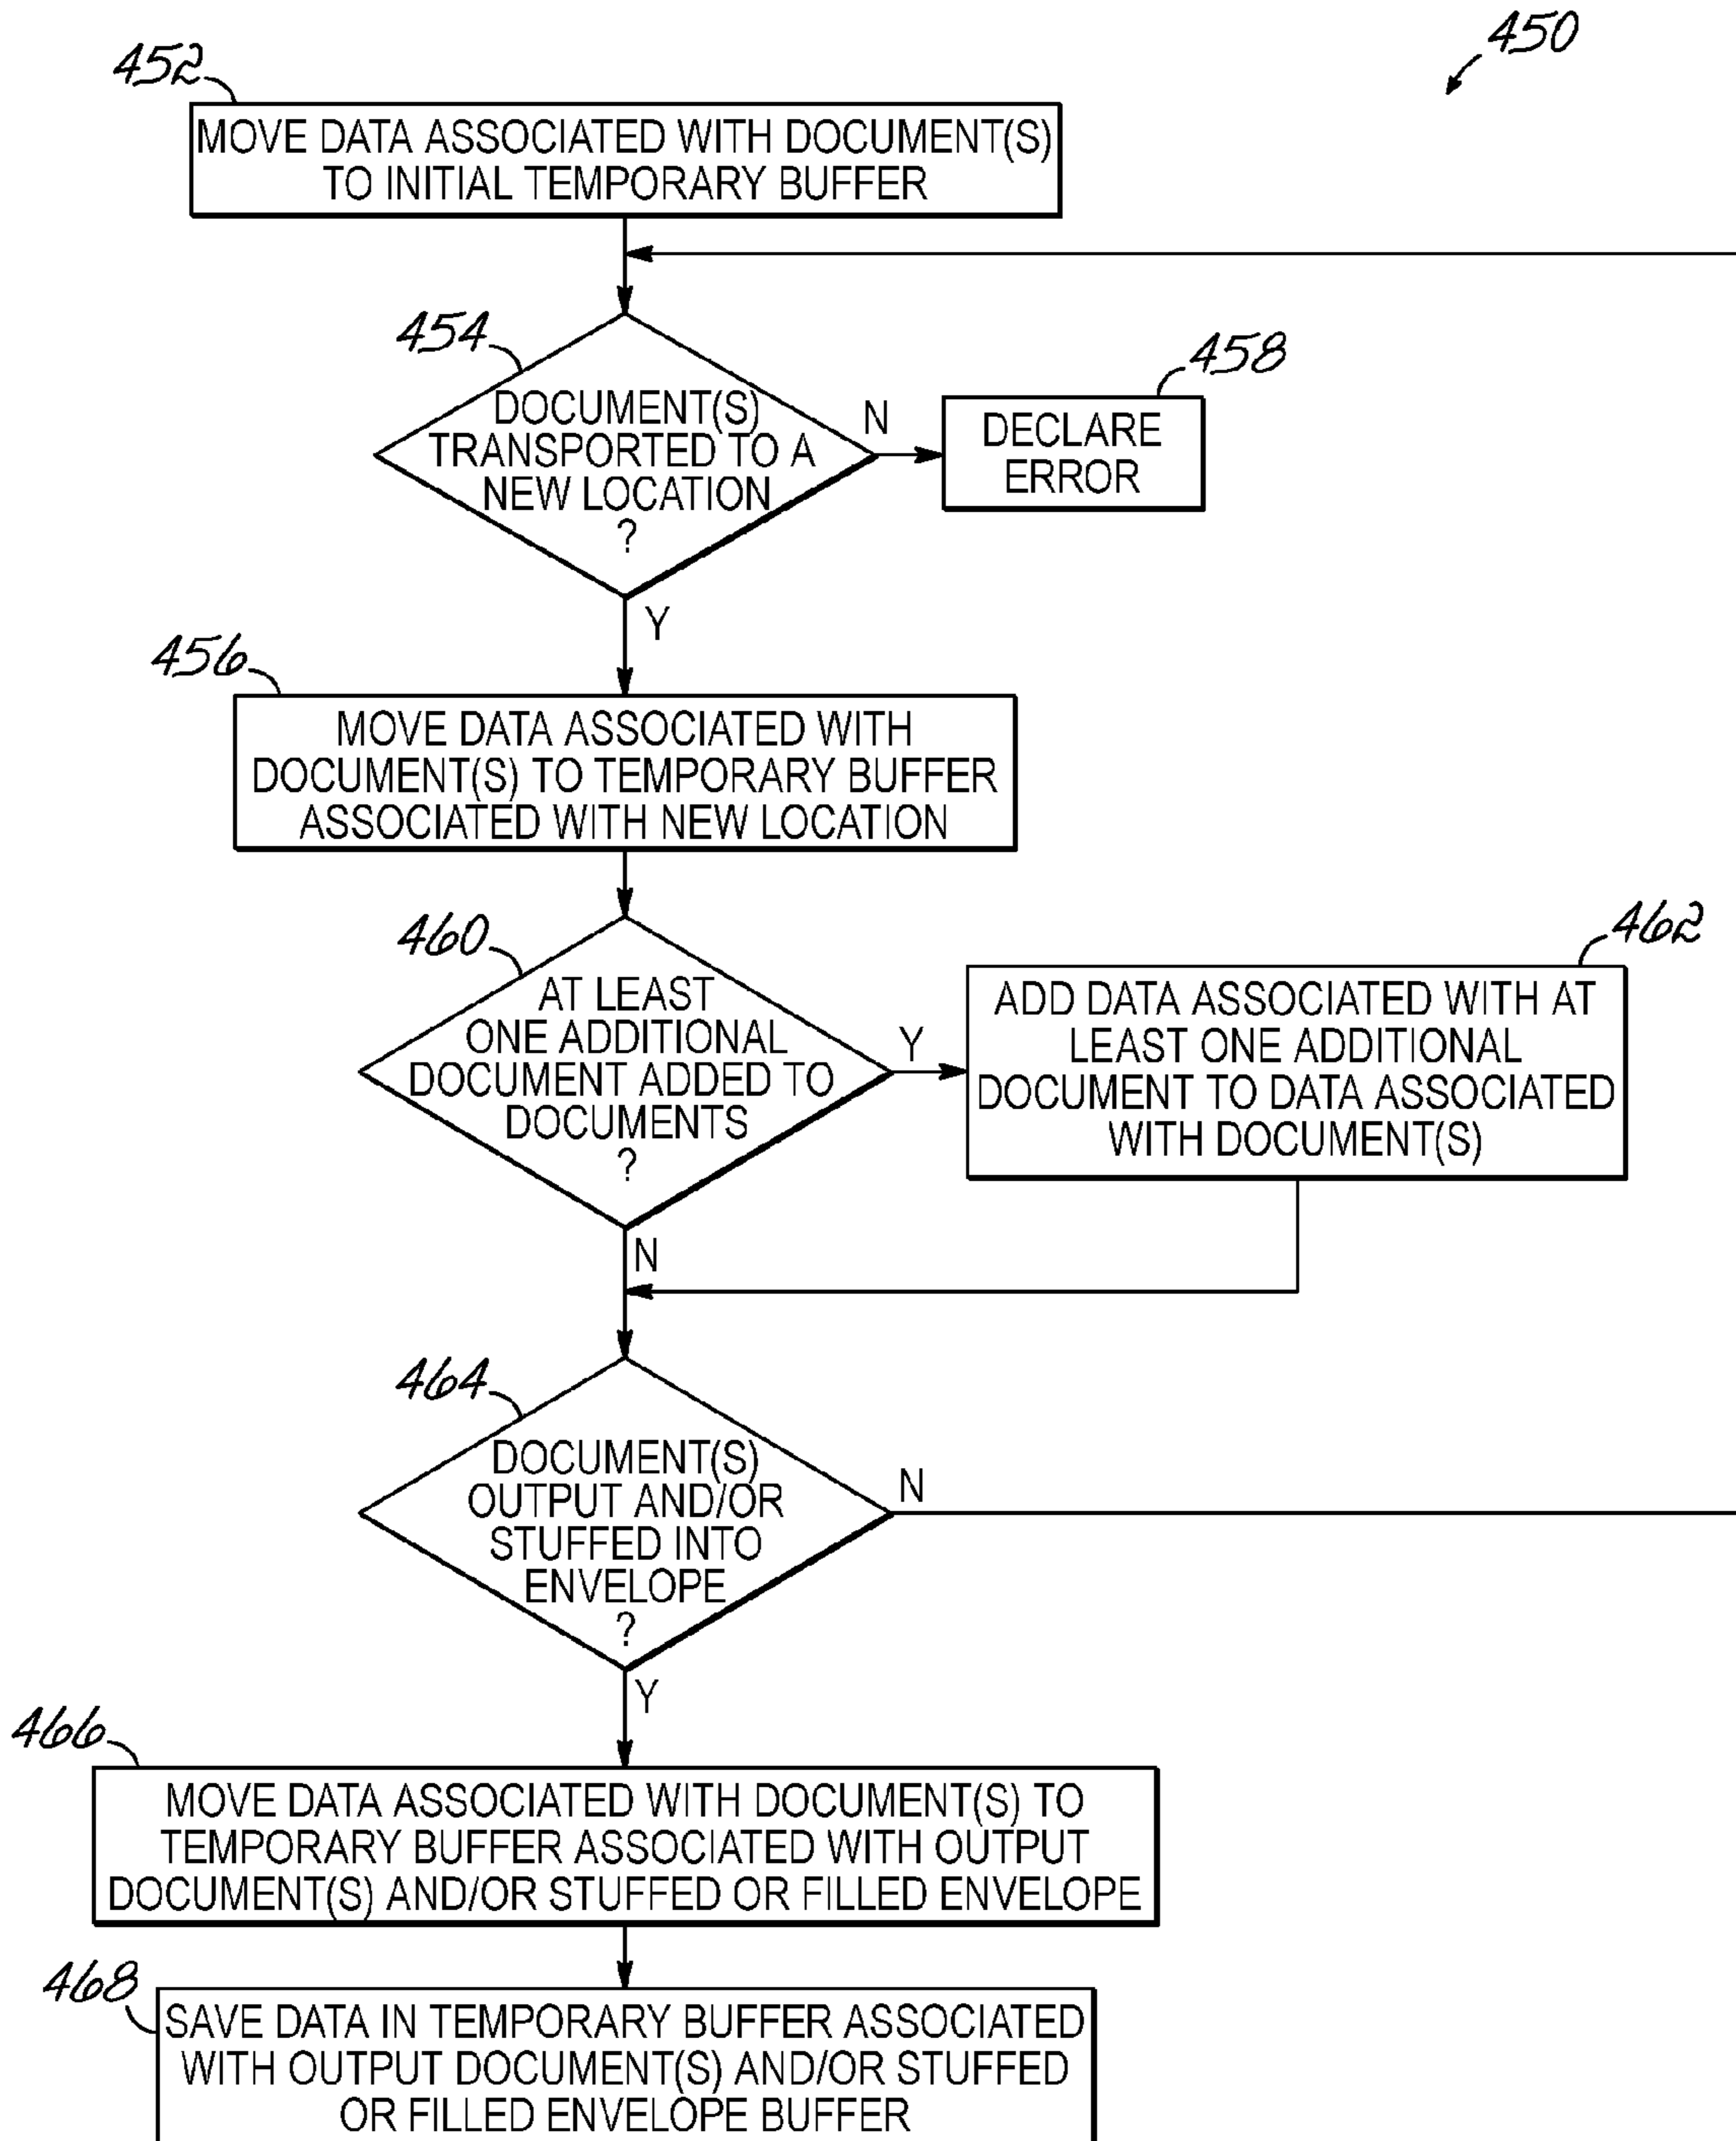 450
452
MOVE DATA ASSOCIATED WITH DOCUMENT(S)
TO INITIAL TEMPORARY BUFFER
454
DOCUMENT(S)
TRANSPORTED TO A
NEW LOCATION
?
N
458
DECLARE
ERROR
Y
456
MOVE DATA ASSOCIATED WITH
DOCUMENT(S) TO TEMPORARY BUFFER
ASSOCIATED WITH NEW LOCATION
460
AT LEAST
ONE ADDITIONAL
DOCUMENT ADDED TO
DOCUMENTS
?
Y
462
ADD DATA ASSOCIATED WITH AT
LEAST ONE ADDITIONAL
DOCUMENT TO DATA ASSOCIATED
WITH DOCUMENT(S)
N
464
DOCUMENT(S)
OUTPUT AND/OR
STUFFED INTO
ENVELOPE
?
N
Y
466
MOVE DATA ASSOCIATED WITH DOCUMENT(S) TO
TEMPORARY BUFFER ASSOCIATED WITH OUTPUT
DOCUMENT(S) AND/OR STUFFED OR FILLED ENVELOPE
468
SAVE DATA IN TEMPORARY BUFFER ASSOCIATED
WITH OUTPUT DOCUMENT(S) AND/OR STUFFED
OR FILLED ENVELOPE BUFFER